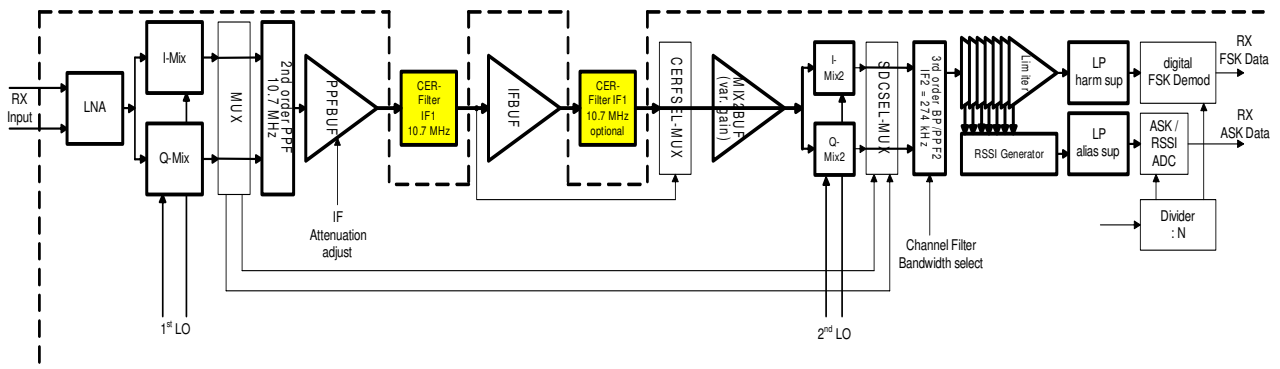 RX
Input
LNA
I-Mix
Q-Mix
MUX
2nd order PPF
10.7 MHz
PPFBUF
IF
Attenuation
adjust
1st LO
CER-
Filter
IF1
10.7 MHz
IFBUF
CER-
Filter IF1
10.7 MHz
optional
CERFSEL-MUX
MIX2BUF
(var. gain)
I-
Mix2
Q-
Mix2
2nd LO
SDCSEL-MUX
3rd order BP/PPF2
IF2 = 274 kHz
Channel Filter
Bandwidth select
Limiter
RSSI Generator
LP
harm sup
LP
alias sup
digital
FSK Demod
ASK /
RSSI
ADC
Divider
: N
RX
FSK Data
RX
ASK Data